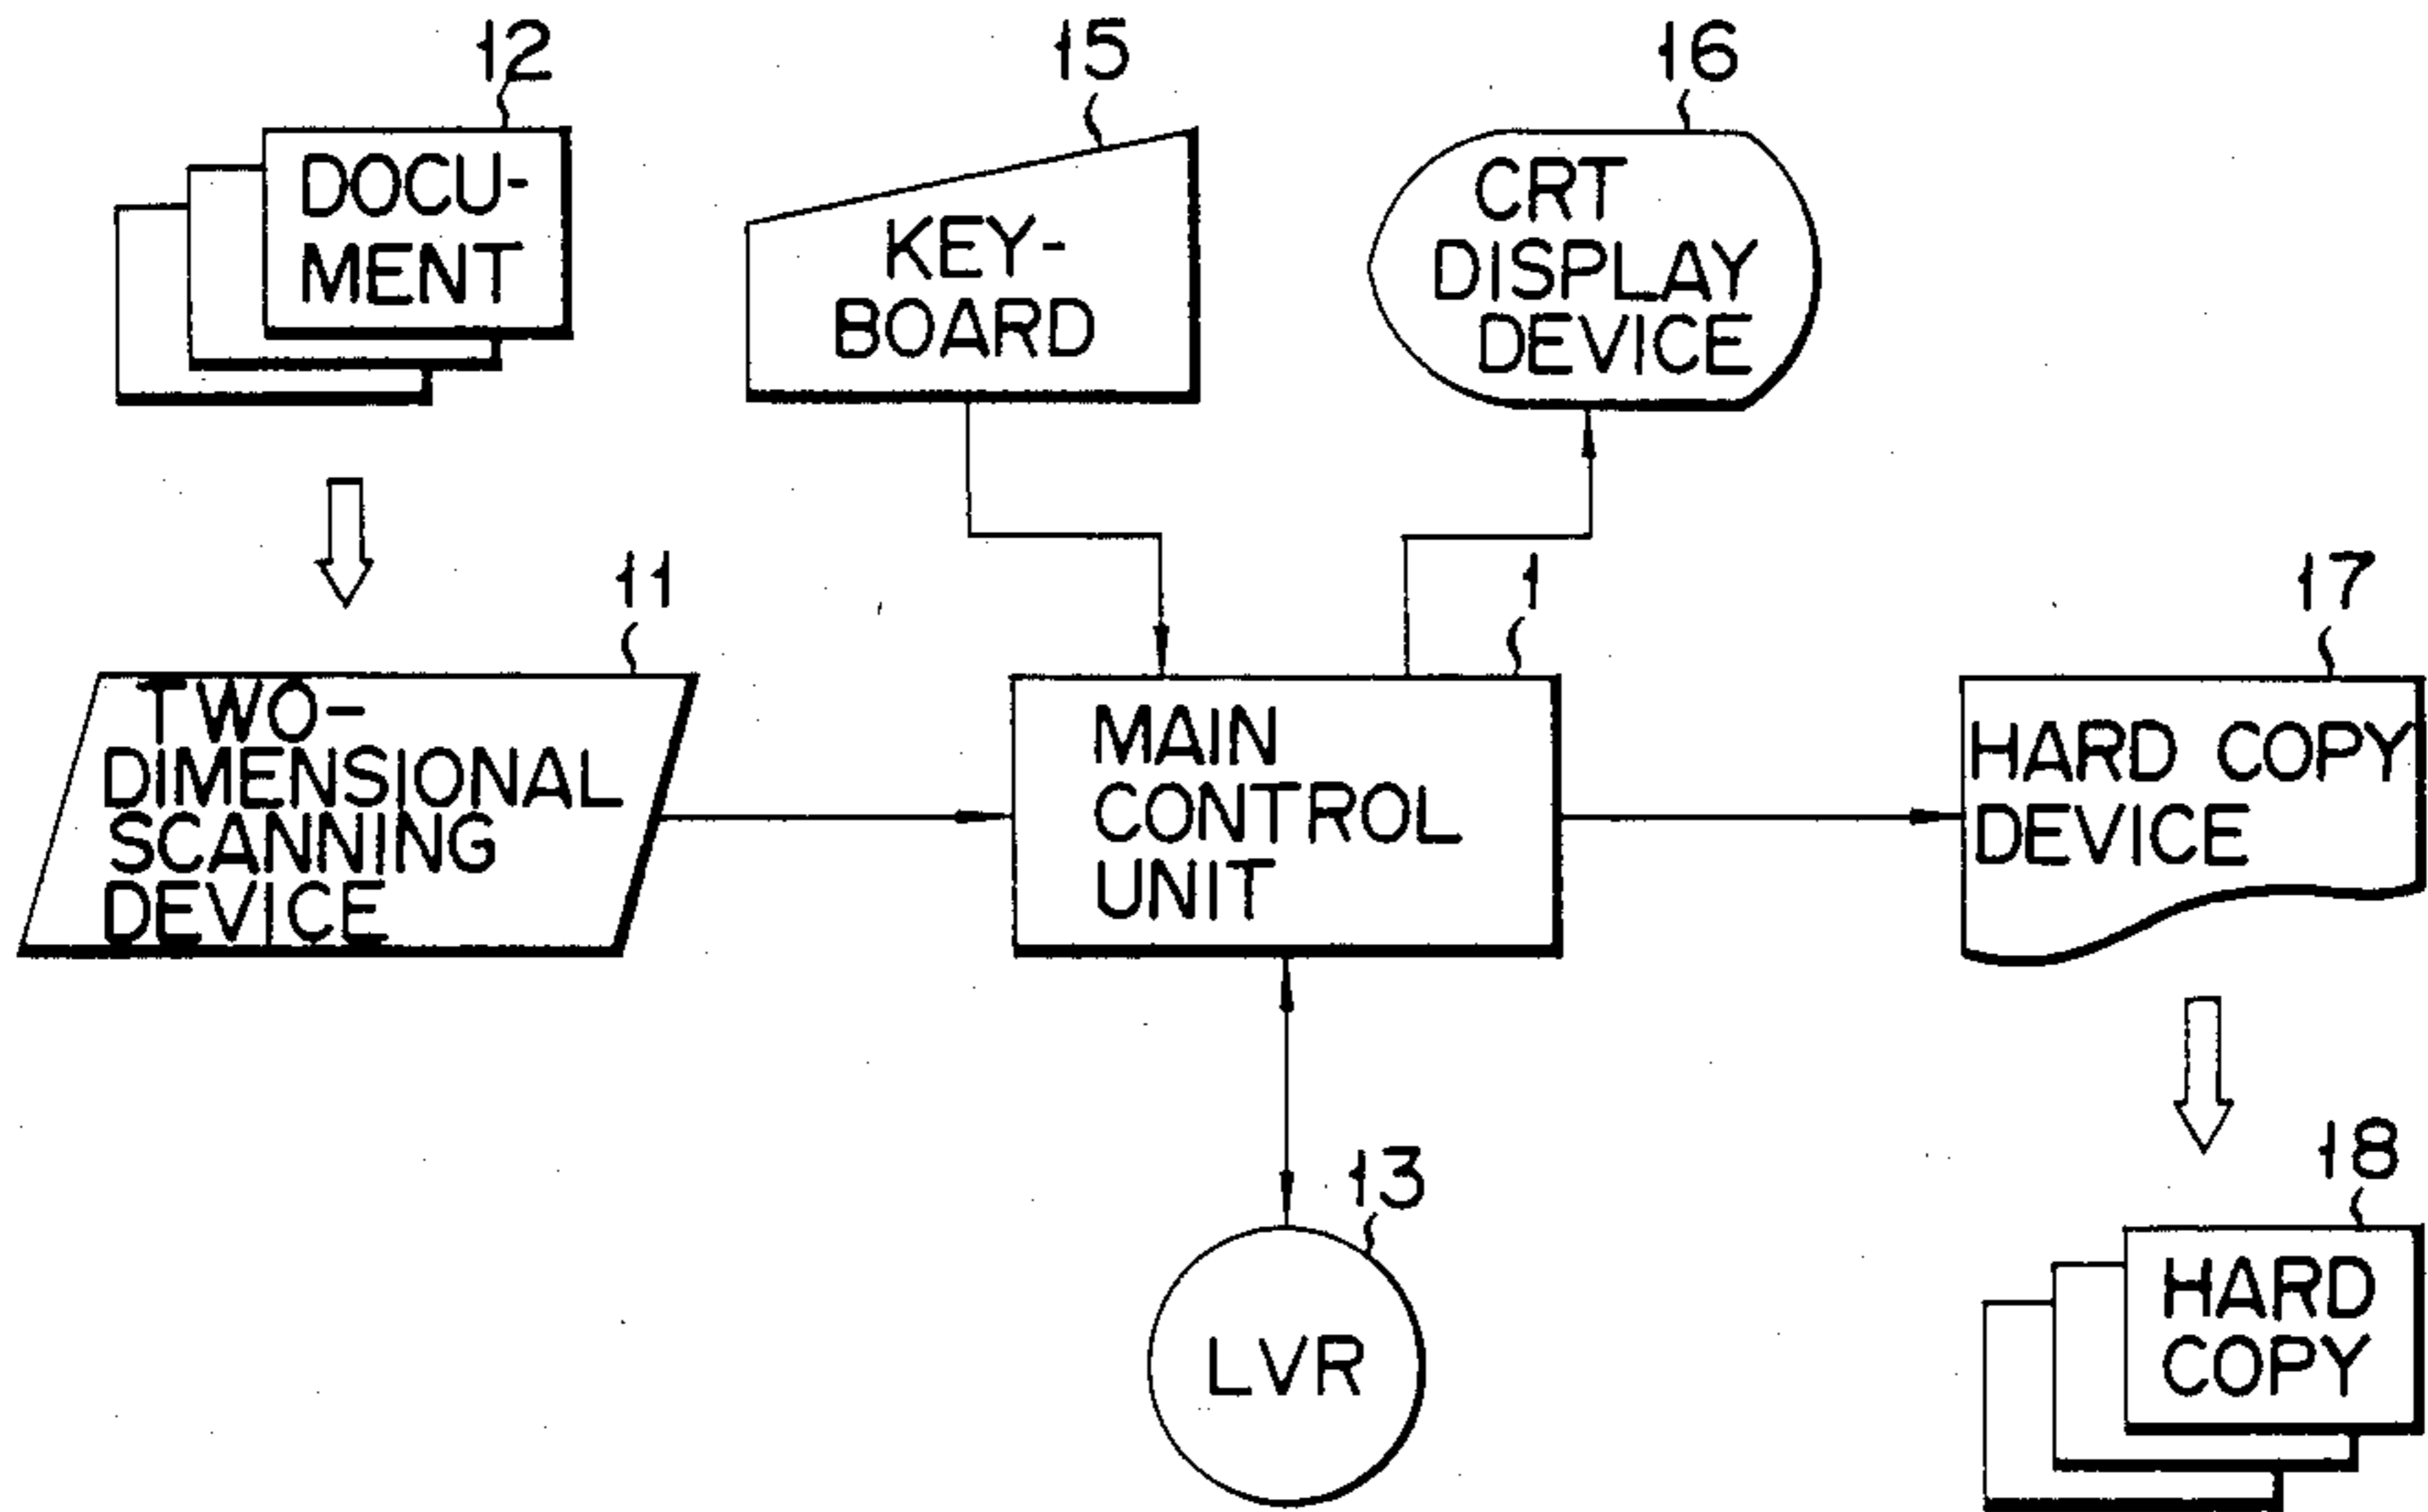 12
DOCU-
MENT
15
KEY-
BOARD
16
CRT
DISPLAY
DEVICE
11
TWO-
DIMENSIONAL
SCANNING
DEVICE
1
MAIN
CONTROL
UNIT
17
HARD COPY
DEVICE
13
LVR
18
HARD
COPY